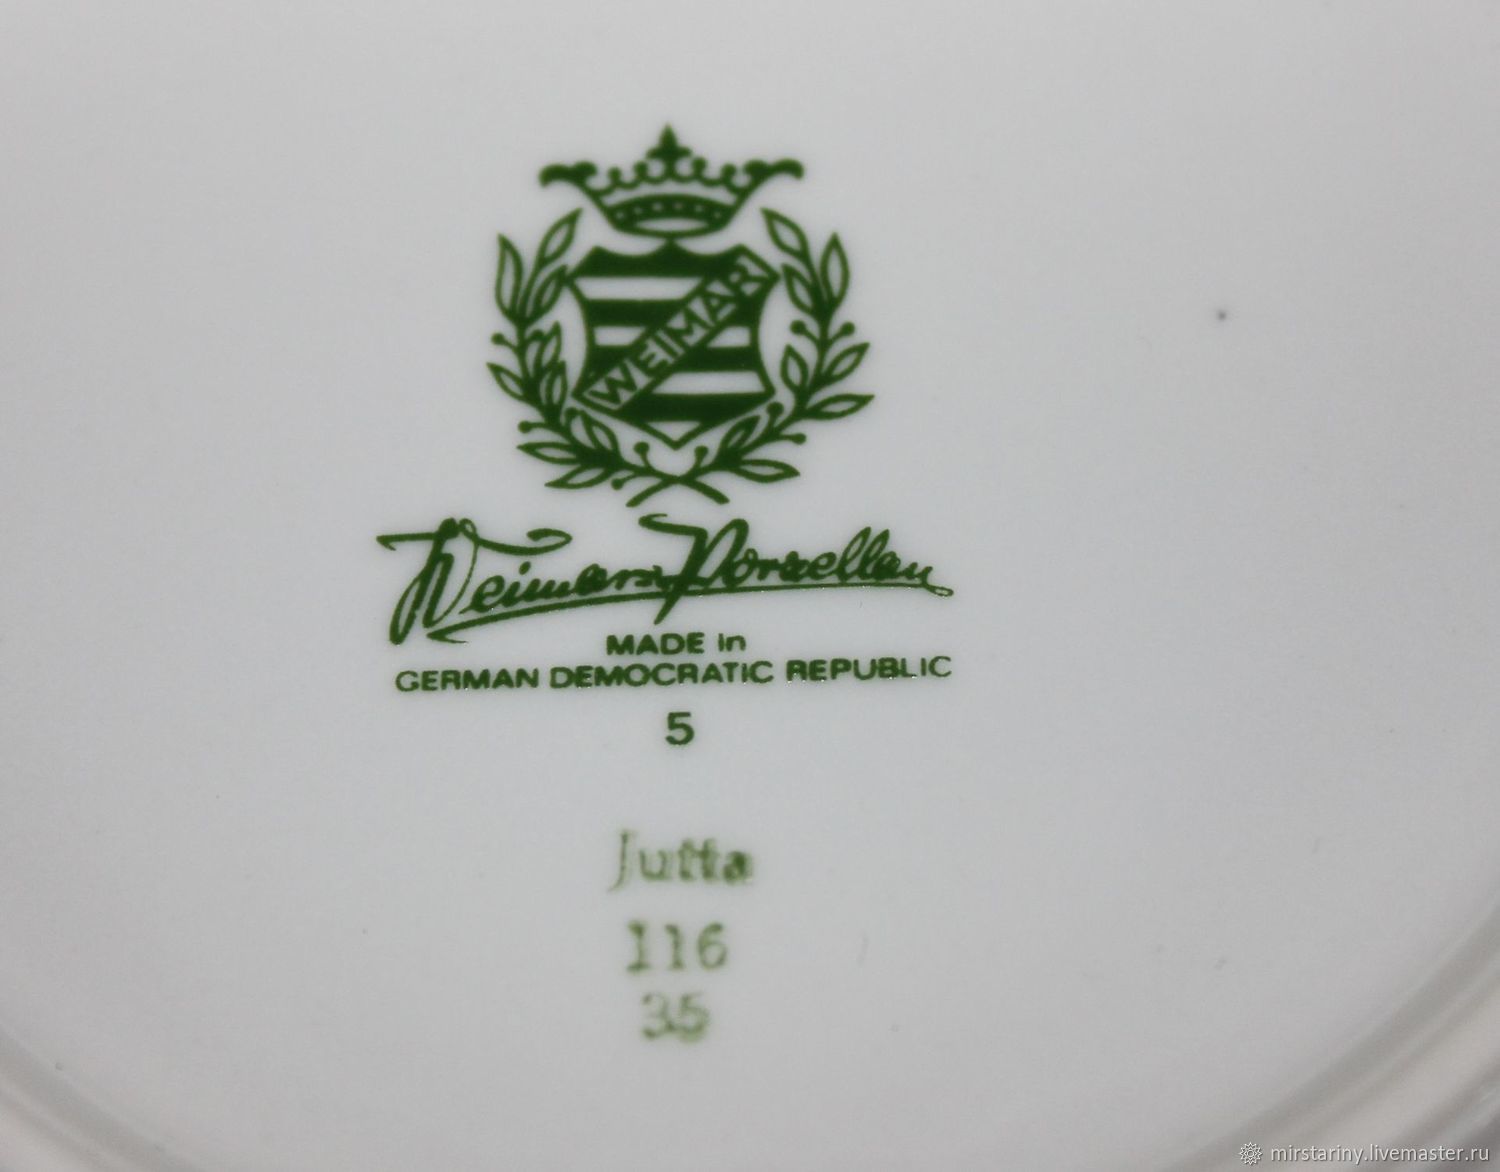 WEIMAR
Weimar Porzellan
MADE in
GERMAN DEMOCRATIC REPUBLIC
5
Jutta
116
35
mirstariny.livemaster.ru